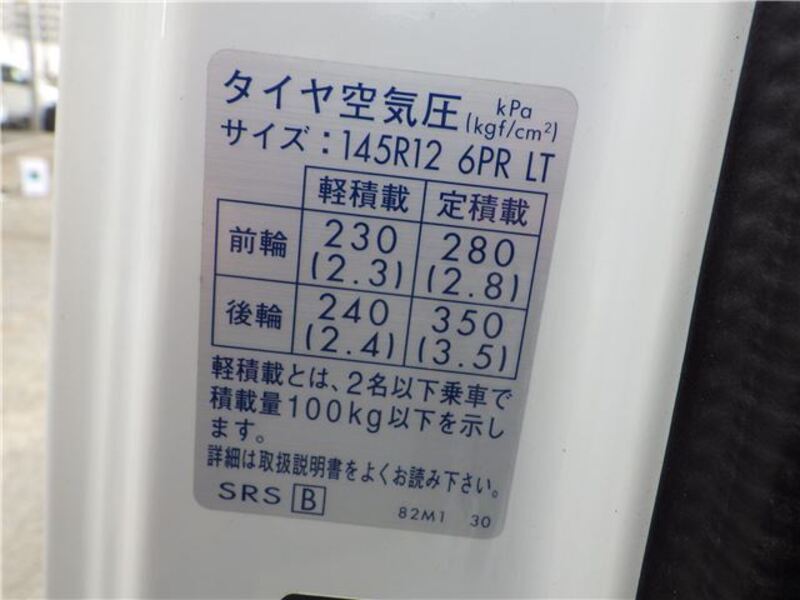 タイヤ空気圧 kPa (kgf/cm²)
サイズ：145R12 6PR LT
軽積載 定積載
前輪 230 (2.3) 280 (2.8)
後輪 240 (2.4) 350 (3.5)
軽積載とは、2名以下乗車で
積載量100kg以下を示し
ます。
詳細は取扱説明書をよくお読み下さい。
SRS B 82M1 30